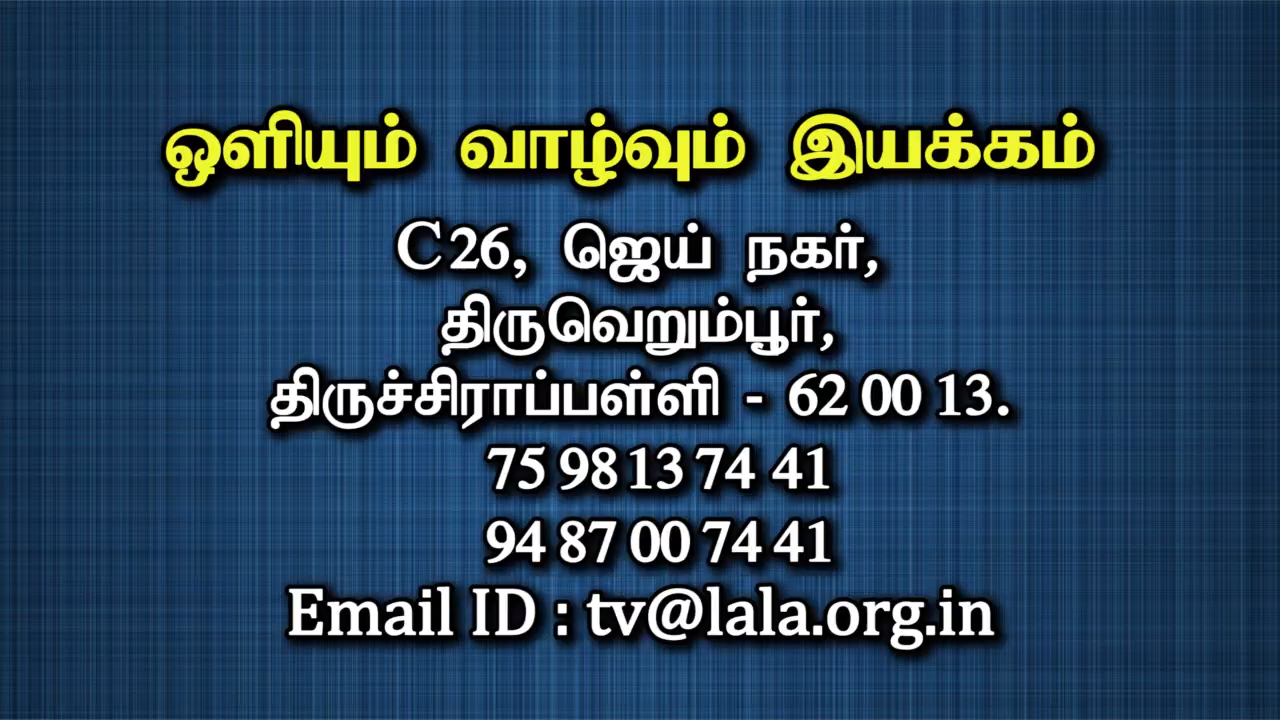 ஒளியும் வாழ்வும் இயக்கம்
C 26, ஜெய் நகர்,
திருவெறும்பூர்,
திருச்சிராப்பள்ளி - 62 00 13.
75 98 13 74 41
94 87 00 74 41
Email ID : tv@lala.org.in